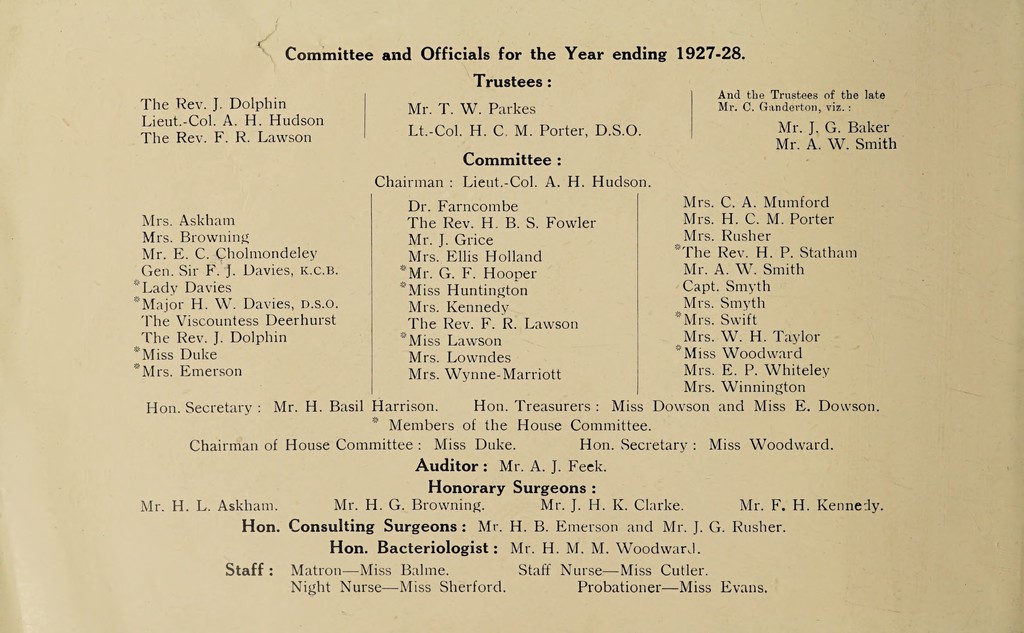 Committee and Officials for the Year ending 1927-28.
Trustees :
The Rev. J. Dolphin
Lieut.-Col. A. H. Hudson
The Rev. F. R. Lawson
Mr. T. W. Parkes
Lt.-Col. H. C. M. Porter, D.S.O.
And the Trustees of the late
Mr. C. Ganderton, viz. :
Mr. J. G. Baker
Mr. A. W. Smith
Committee :
Chairman : Lieut.-Col. A. H. Hudson.
Mrs. Askham
Mrs. Browning
Mr. E. C. Cholmondeley
Gen. Sir F. J. Davies, K.C.B.
*Lady Davies
*Major H. W. Davies, D.S.O.
The Viscountess Deerhurst
The Rev. J. Dolphin
*Miss Duke
*Mrs. Emerson
Dr. Farncombe
The Rev. H. B. S. Fowler
Mr. J. Grice
Mrs. Ellis Holland
*Mr. G. F. Hooper
*Miss Huntington
Mrs. Kennedy
The Rev. F. R. Lawson
*Miss Lawson
Mrs. Lowndes
Mrs. Wynne-Marriott
Mrs. C. A. Mumford
Mrs. H. C. M. Porter
Mrs. Rusher
*The Rev. H. P. Statham
Mr. A. W. Smith
Capt. Smyth
Mrs. Smyth
*Mrs. Swift
Mrs. W. H. Taylor
*Miss Woodward
Mrs. E. P. Whiteley
Mrs. Winnington
Hon. Secretary : Mr. H. Basil Harrison. Hon. Treasurers : Miss Dowson and Miss E. Dowson.
* Members of the House Committee.
Chairman of House Committee : Miss Duke. Hon. Secretary : Miss Woodward.
Auditor : Mr. A. J. Feek.
Honorary Surgeons :
Mr. H. L. Askham. Mr. H. G. Browning. Mr. J. H. K. Clarke. Mr. F. H. Kennedy.
Hon. Consulting Surgeons : Mr. H. B. Emerson and Mr. J. G. Rusher.
Hon. Bacteriologist : Mr. H. M. M. Woodward.
Staff : Matron—Miss Balme. Staff Nurse—Miss Cutler.
Night Nurse—Miss Sherford. Probationer—Miss Evans.